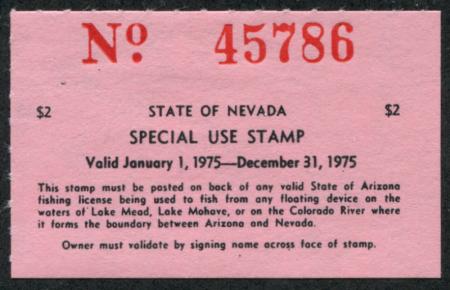 No. 45786
$2 STATE OF NEVADA $2
SPECIAL USE STAMP
Valid January 1, 1975—December 31, 1975
This stamp must be posted on back of any valid State of Arizona
fishing license being used to fish from any floating device on the
waters of Lake Mead, Lake Mohave, or on the Colorado River where
it forms the boundary between Arizona and Nevada.
Owner must validate by signing name across face of stamp.